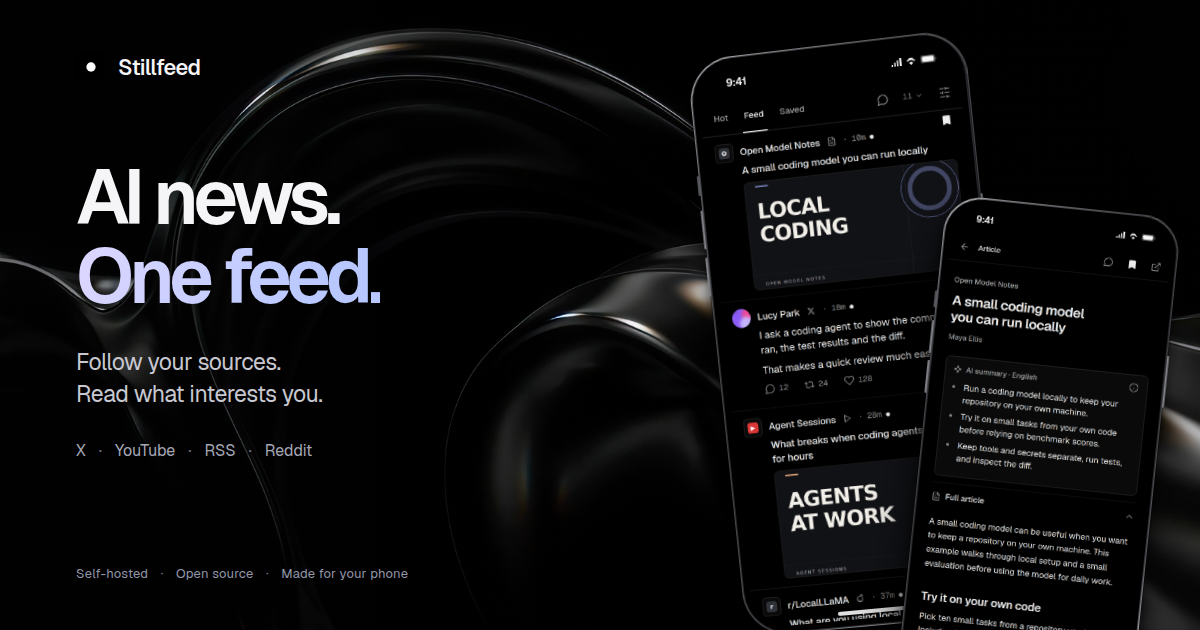 Stillfeed
AI news.
One feed.
Follow your sources.
Read what interests you.
X · YouTube · RSS · Reddit
Self-hosted · Open source · Made for your phone
9:41
Hot Feed Saved
11
Open Model Notes · 10m
A small coding model you can run locally
LOCAL
CODING
OPEN MODEL NOTES
Lucy Park X · 18m
I ask a coding agent to show the
ran, the test results and the diff.
That makes a quick review much
12 24 128
Agent Sessions · 28m
What breaks when coding agents
for hours
AGENTS
AT WORK
AGENT SESSIONS
r/LocalLLaMA · 37m
What are you using local
9:41
Article
Open Model Notes
A small coding model
you can run locally
Maya Ellis
AI summary · English
• Run a coding model locally to keep your
repository on your own machine.
• Try it on small tasks from your own code
before relying on benchmark scores.
• Keep tools and secrets separate, run tests,
and inspect the diff.
Full article
A small coding model can be useful when you want
to keep a repository on your own machine. This
example walks through local setup and a small
evaluation before using the model for daily work.
Try it on your own code
Pick ten small tasks from a repository